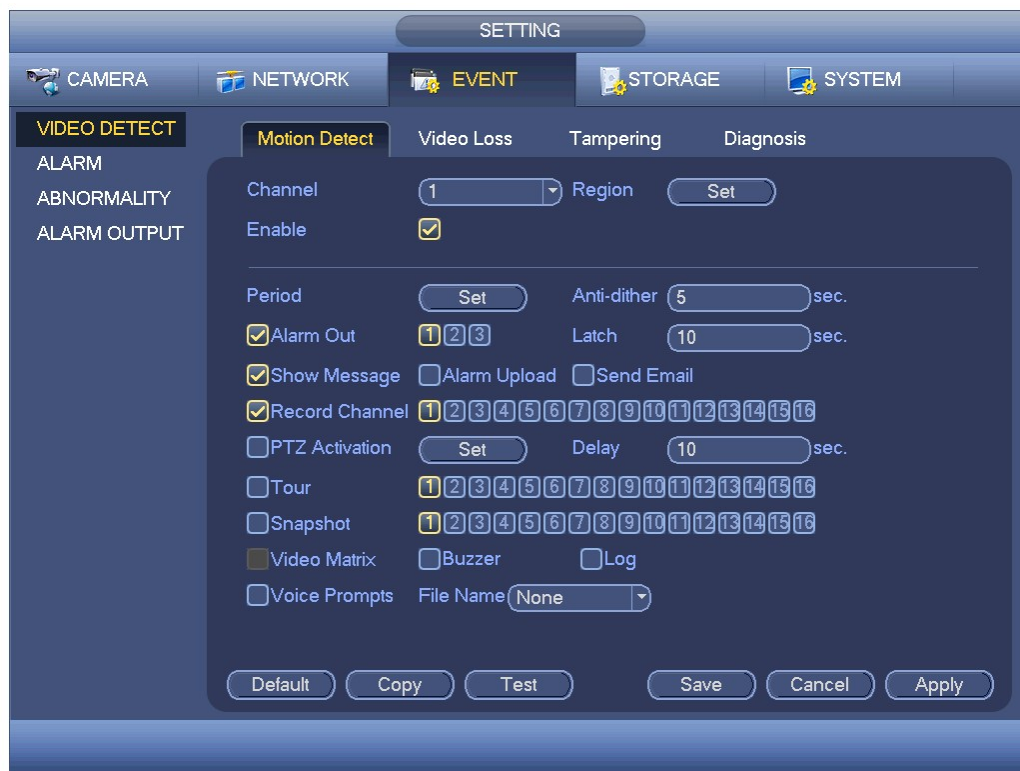 SETTING
CAMERA NETWORK EVENT STORAGE SYSTEM
VIDEO DETECT
ALARM
ABNORMALITY
ALARM OUTPUT
Motion Detect Video Loss Tampering Diagnosis
Channel 1 Region Set
Enable
Period Set Anti-dither 5 sec.
Alarm Out 1 2 3 Latch 10 sec.
Show Message Alarm Upload Send Email
Record Channel 1 2 3 4 5 6 7 8 9 10 11 12 13 14 15 16
PTZ Activation Set Delay 10 sec.
Tour 1 2 3 4 5 6 7 8 9 10 11 12 13 14 15 16
Snapshot 1 2 3 4 5 6 7 8 9 10 11 12 13 14 15 16
Video Matrix Buzzer Log
Voice Prompts File Name None
Default Copy Test Save Cancel Apply